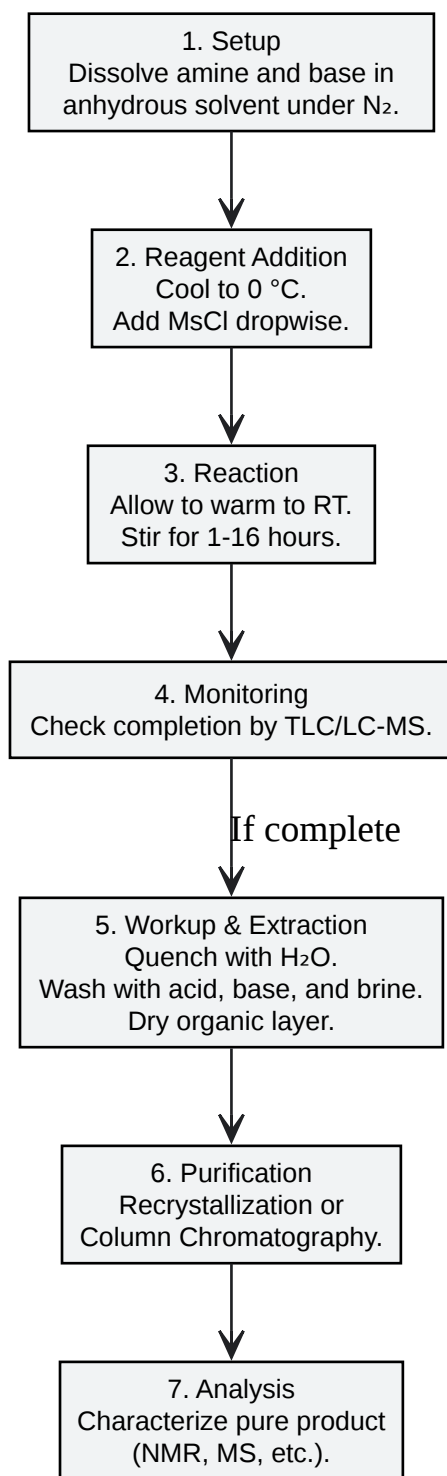 1. Setup
Dissolve amine and base in
anhydrous solvent under N₂.
2. Reagent Addition
Cool to 0 °C.
Add MsCl dropwise.
3. Reaction
Allow to warm to RT.
Stir for 1-16 hours.
4. Monitoring
Check completion by TLC/LC-MS.
If complete
5. Workup & Extraction
Quench with H₂O.
Wash with acid, base, and brine.
Dry organic layer.
6. Purification
Recrystallization or
Column Chromatography.
7. Analysis
Characterize pure product
(NMR, MS, etc.).